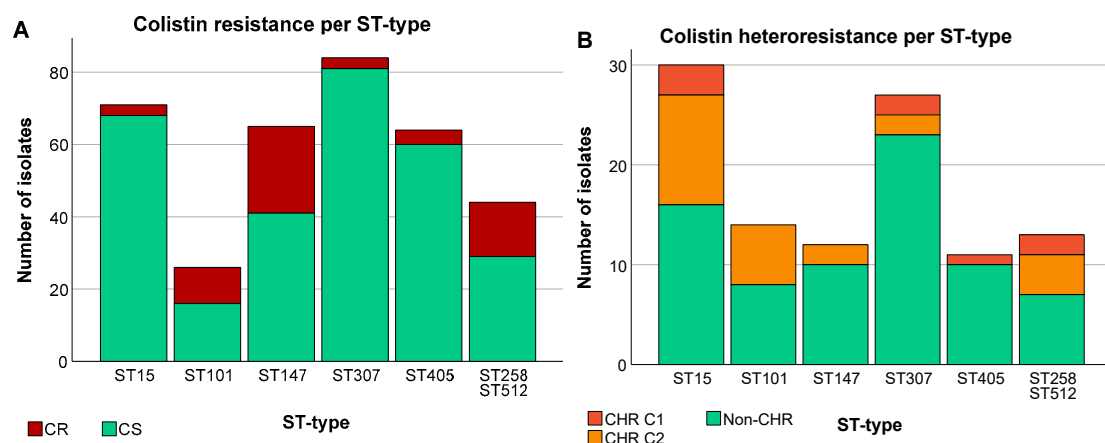 A
Colistin resistance per ST-type
Number of isolates
80
60
40
20
0
ST15 ST101 ST147 ST307 ST405 ST258
ST512
ST-type
CR CS
B
Colistin heteroresistance per ST-type
Number of isolates
30
20
10
0
ST15 ST101 ST147 ST307 ST405 ST258
ST512
ST-type
CHR C1 Non-CHR
CHR C2